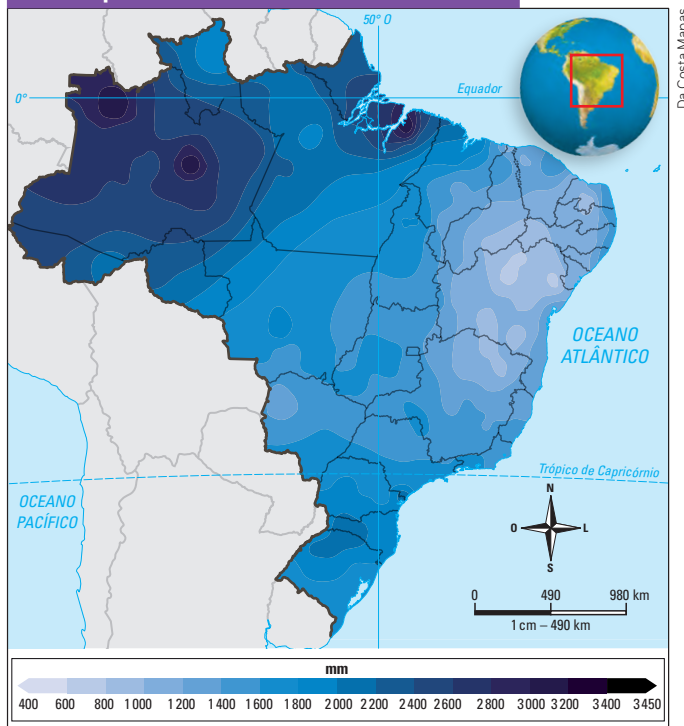 Da Costa Mapas
50° O
0°
Equador
OCEANO
ATLÂNTICO
Trópico de Capricórnio
OCEANO
PACÍFICO
N
O
L
S
0 490 980 km
1 cm – 490 km
mm
400 600 800 1 000 1 200 1 400 1 600 1 800 2 000 2 200 2 400 2 600 2 800 3 000 3 200 3 400 3 450